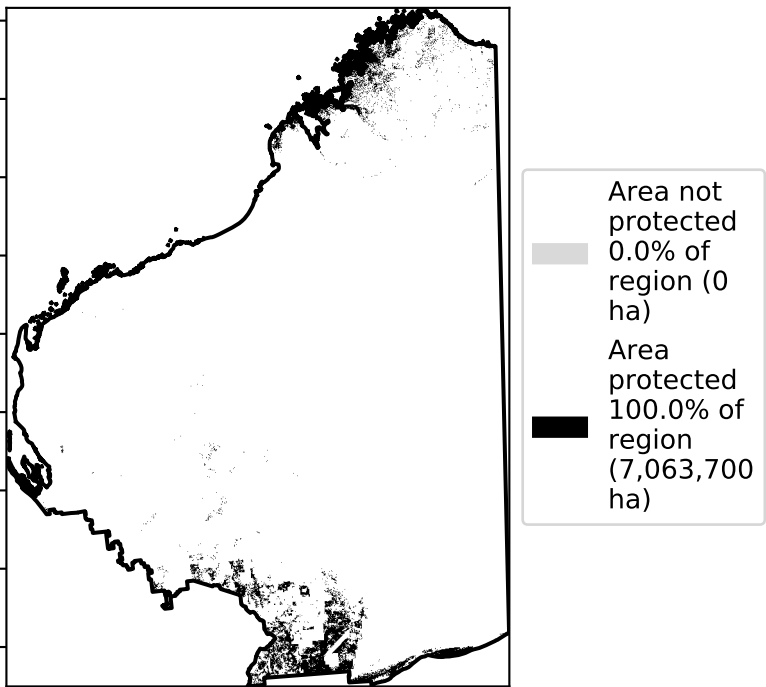 Area not
protected
0.0% of
region (0
ha)
Area
protected
100.0% of
region
(7,063,700
ha)